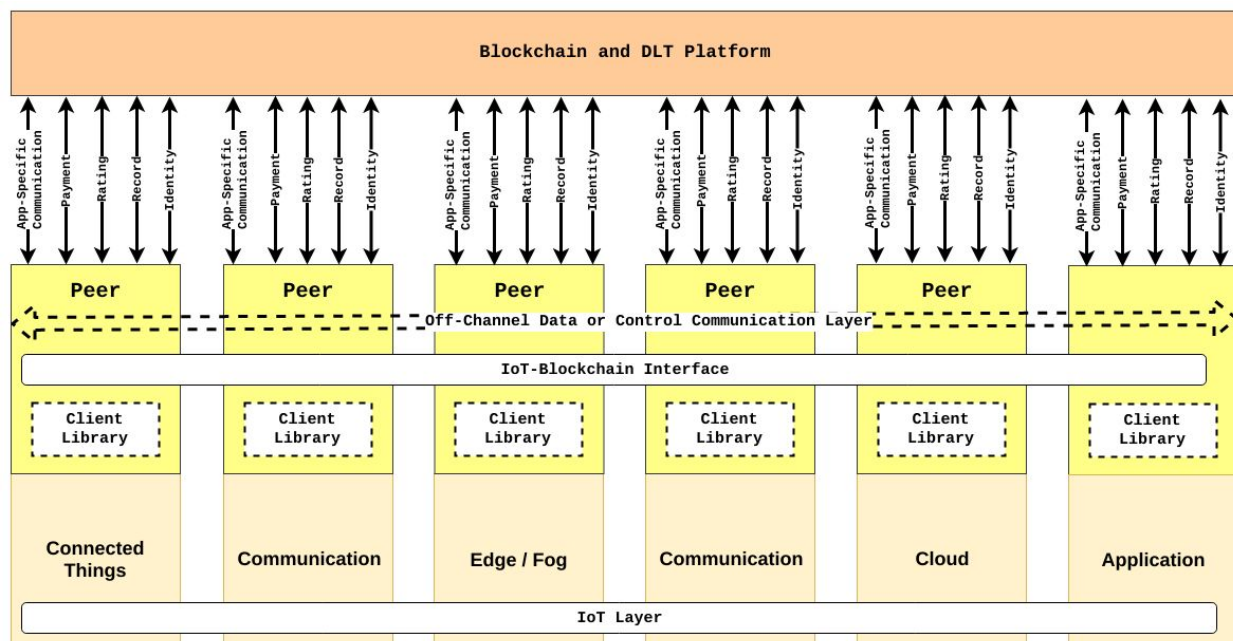 Blockchain and DLT Platform
App-Specific
Communication
Payment
Rating
Record
Identity
App-Specific
Communication
Payment
Rating
Record
Identity
App-Specific
Communication
Payment
Rating
Record
Identity
App-Specific
Communication
Payment
Rating
Record
Identity
App-Specific
Communication
Payment
Rating
Record
Identity
App-Specific
Communication
Payment
Rating
Record
Identity
Peer
Peer
Peer
Peer
Peer
Off-Channel Data or Control Communication Layer
IoT-Blockchain Interface
Client
Library
Client
Library
Client
Library
Client
Library
Client
Library
Client
Library
Connected
Things
Communication
Edge / Fog
Communication
Cloud
Application
IoT Layer